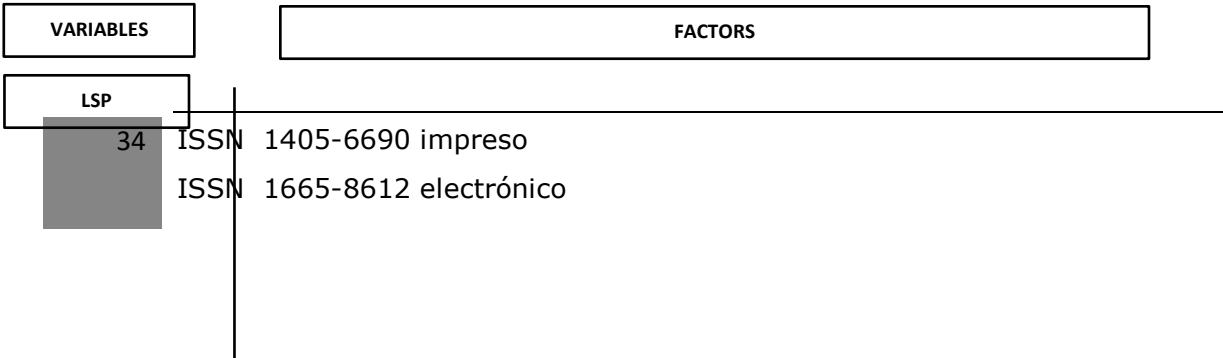 VARIABLES FACTORS
LSP
34 ISSN 1405-6690 impreso
ISSN 1665-8612 electrónico